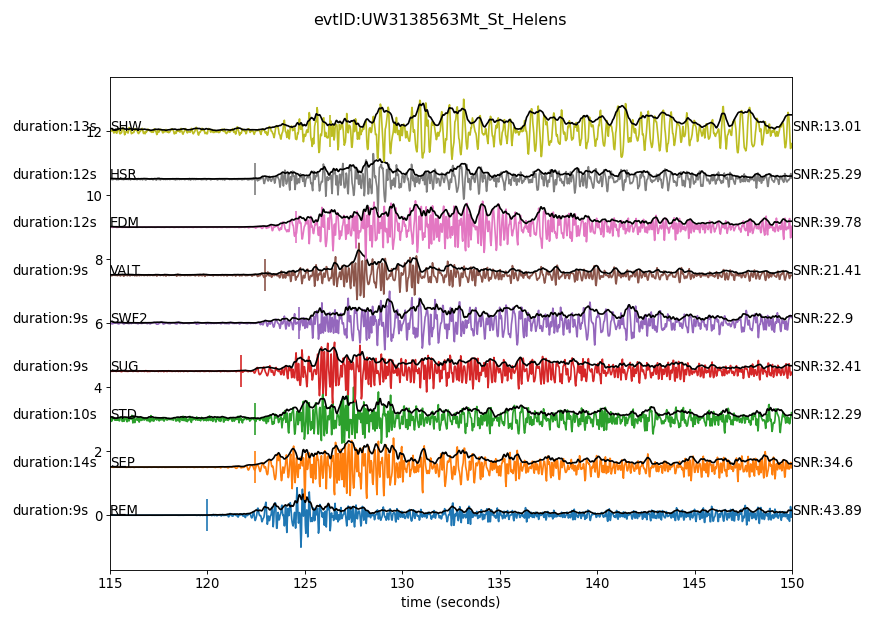 evtID:UW3138563Mt_St_Helens
duration:13s SHW SNR:13.01
12
duration:12s HSR SNR:25.29
10
duration:12s EDM SNR:39.78
8
duration:9s VALT SNR:21.41
duration:9s SWF2 SNR:22.9
6
duration:9s SUG SNR:32.41
4
duration:10s STD SNR:12.29
2
duration:14s SEP SNR:34.6
duration:9s REM SNR:43.89
0
115 120 125 130 135 140 145 150
time (seconds)